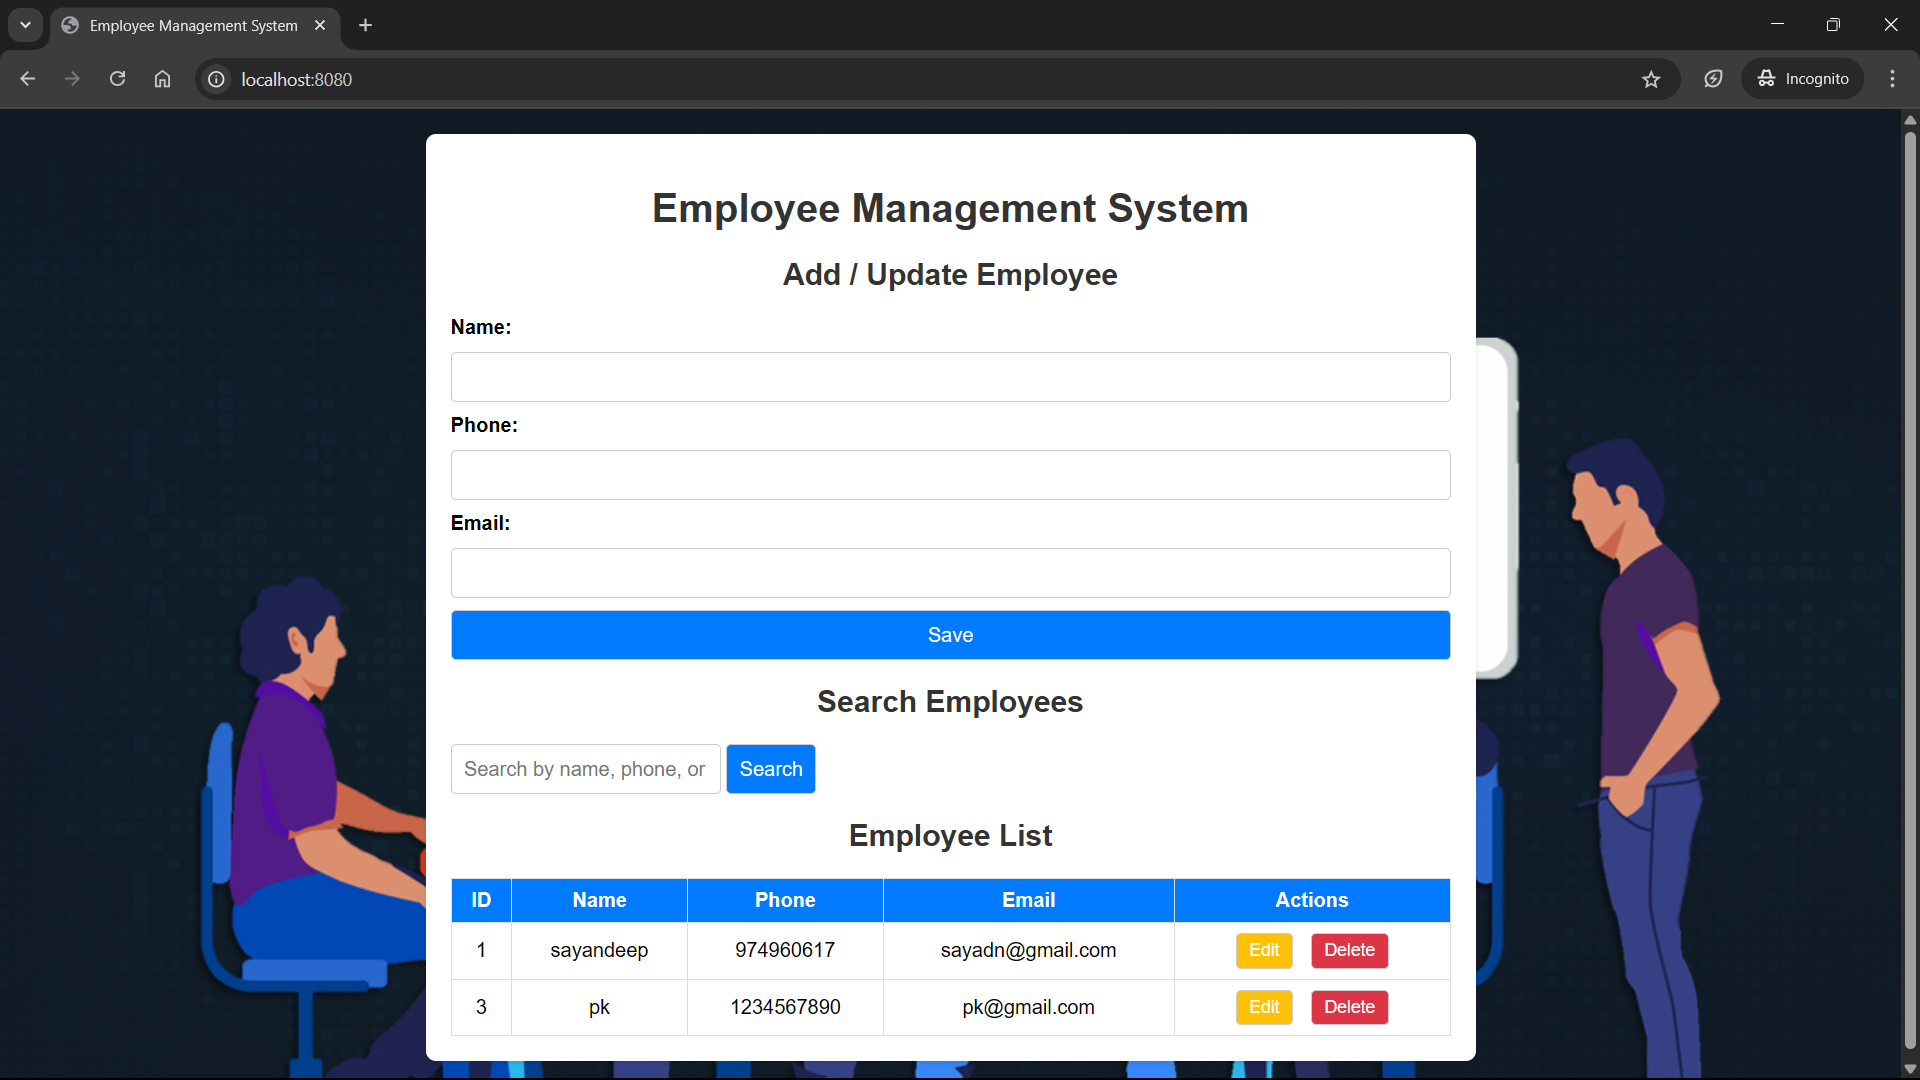 Employee Management System
localhost:8080
Incognito
Employee Management System
Add / Update Employee
Name:
Phone:
Email:
Save
Search Employees
Search by name, phone, or
Search
Employee List
ID Name Phone Email Actions
1 sayandeep 974960617 sayadn@gmail.com Edit Delete
3 pk 1234567890 pk@gmail.com Edit Delete